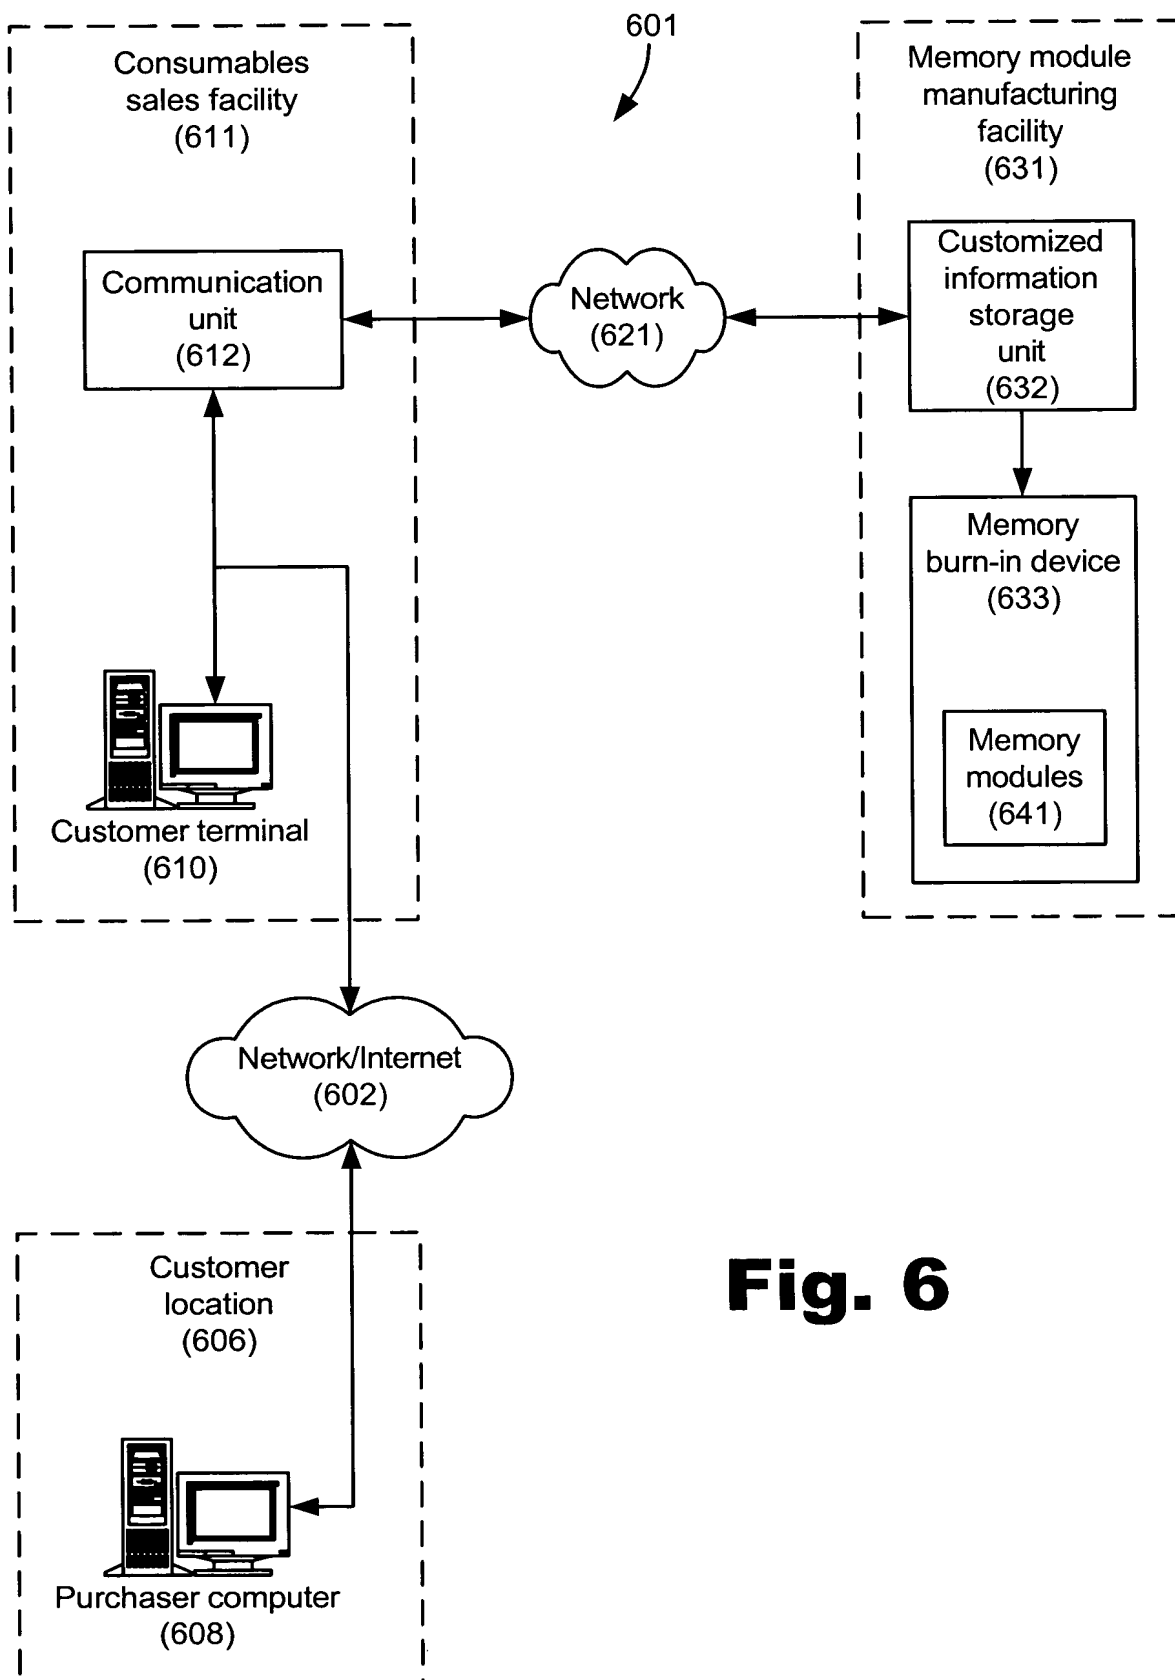 601
Consumables
sales facility
(611)
Communication
unit
(612)
Customer terminal
(610)
Network
(621)
Memory module
manufacturing
facility
(631)
Customized
information
storage
unit
(632)
Memory
burn-in device
(633)
Memory
modules
(641)
Network/Internet
(602)
Customer
location
(606)
Purchaser computer
(608)
Fig. 6